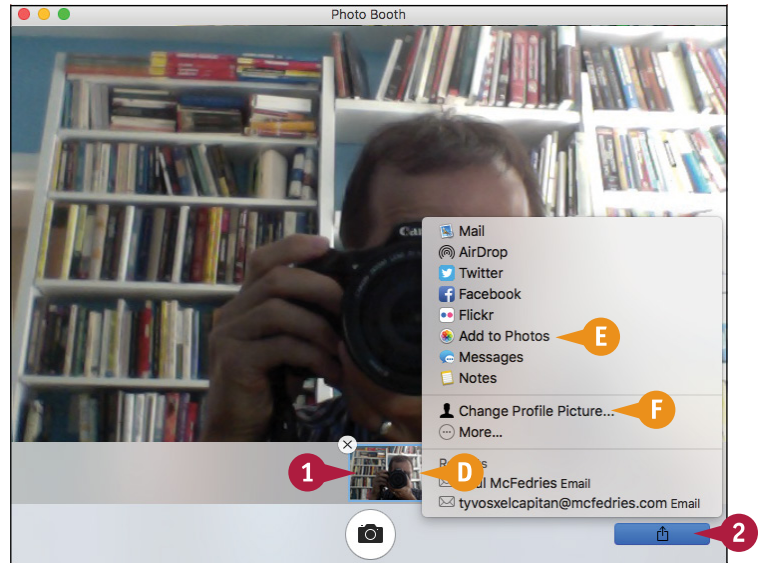 Photo Booth
Can
Mail
AirDrop
Twitter
Facebook
Flickr
Add to Photos
E
Messages
Notes
Change Profile Picture...
F
More...
1
D
McFedries Email
tyvosxelcapitan@mcfedries.com Email
2